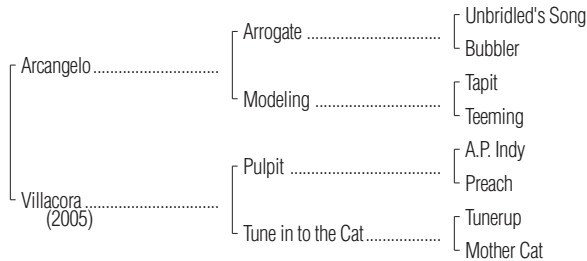 Unbridled's Song
Arrogate ........................
Bubbler
Arcangelo ..............................
Tapit
Modeling ......................
Teeming
A.P. Indy
Pulpit .............................
Preach
Villacora ................................
(2005)
Tunerup
Tune in to the Cat ................
Mother Cat